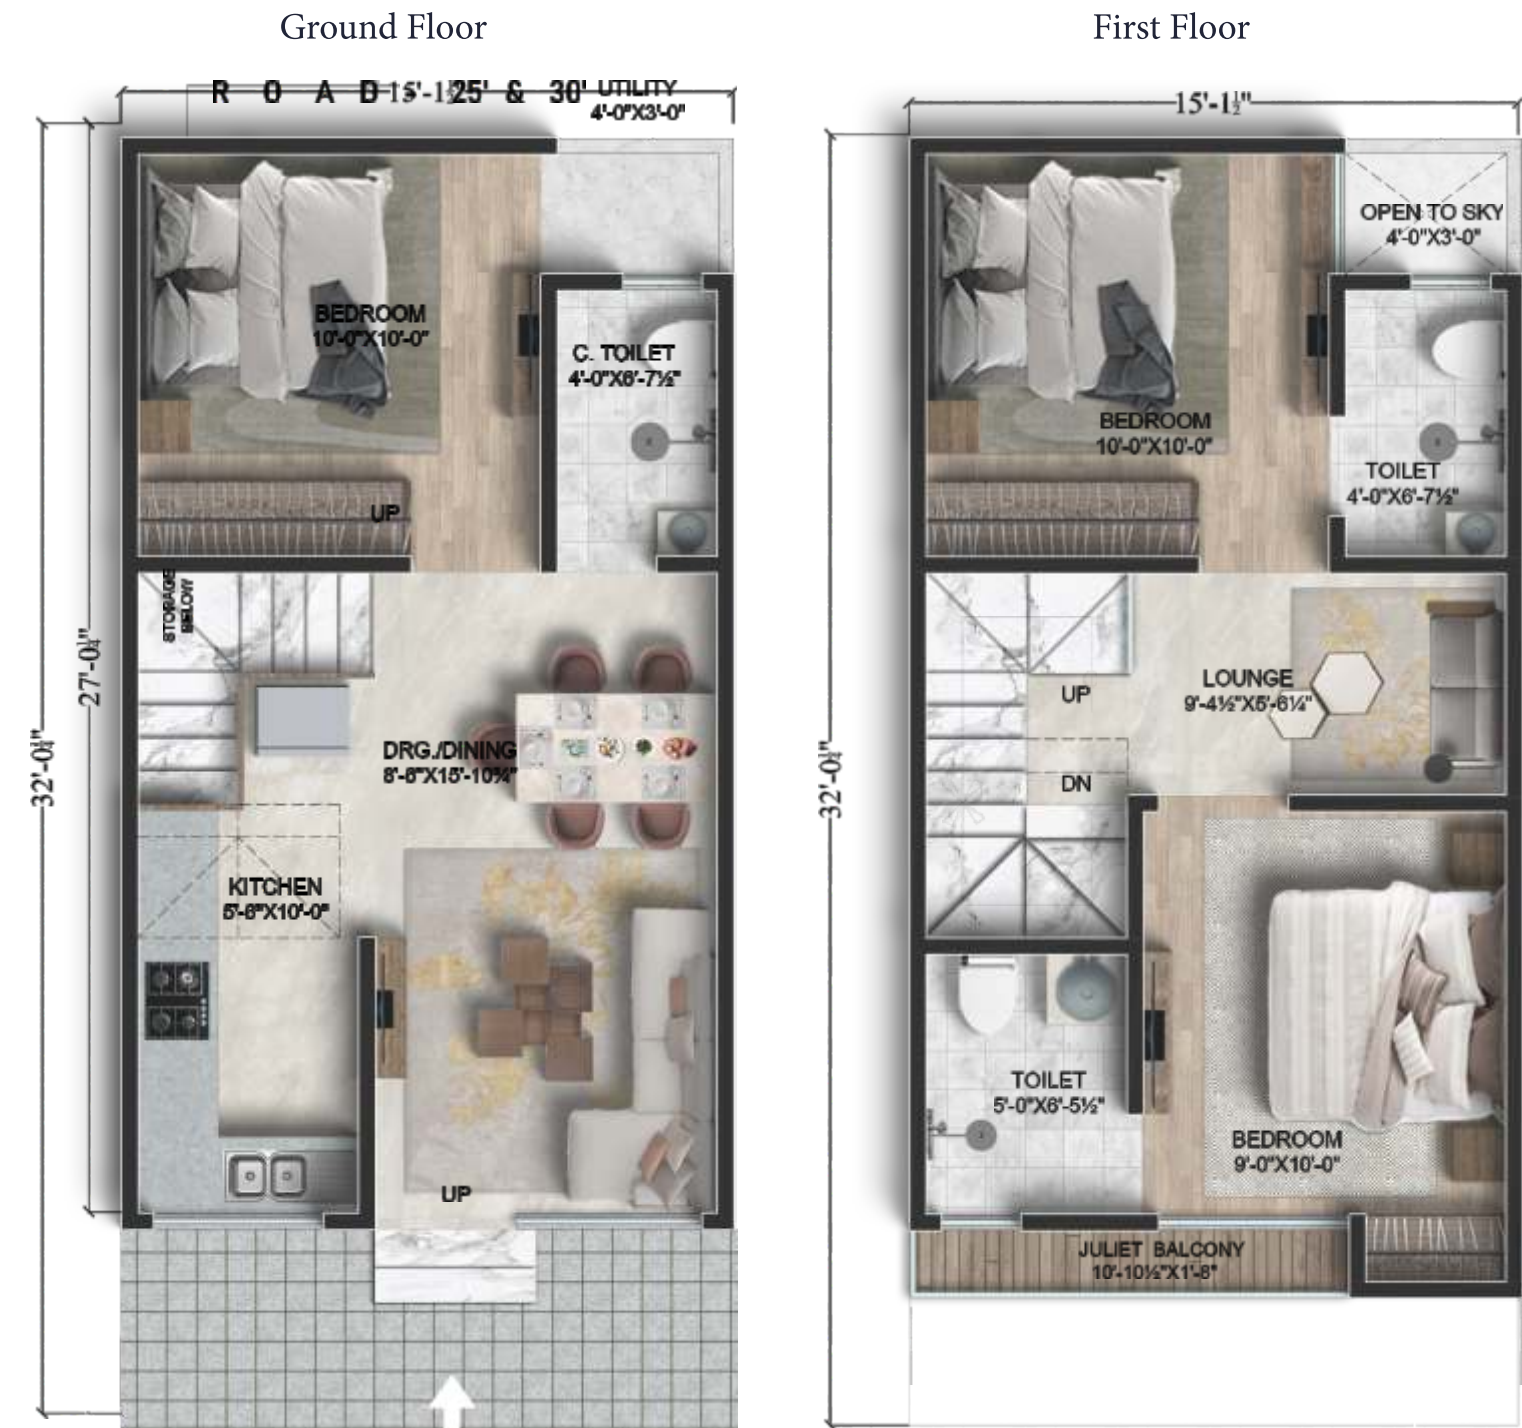 Ground Floor
First Floor
R O A D 25' & 30'
15'-1½"
UTILITY
4'-0"X3'-0"
BEDROOM
10'-0"X10'-0"
C. TOILET
4'-0"X6'-7½"
UP
STORAGE
BELOW
27'-0¼"
32'-0¼"
DRG./DINING
8'-6"X15'-10¾"
KITCHEN
5'-6"X10'-0"
UP
15'-1½"
OPEN TO SKY
4'-0"X3'-0"
BEDROOM
10'-0"X10'-0"
TOILET
4'-0"X6'-7½"
LOUNGE
9'-4½"X5'-6¼"
UP
DN
32'-0¼"
TOILET
5'-0"X6'-5½"
BEDROOM
9'-0"X10'-0"
JULIET BALCONY
10'-10½"X1'-6"